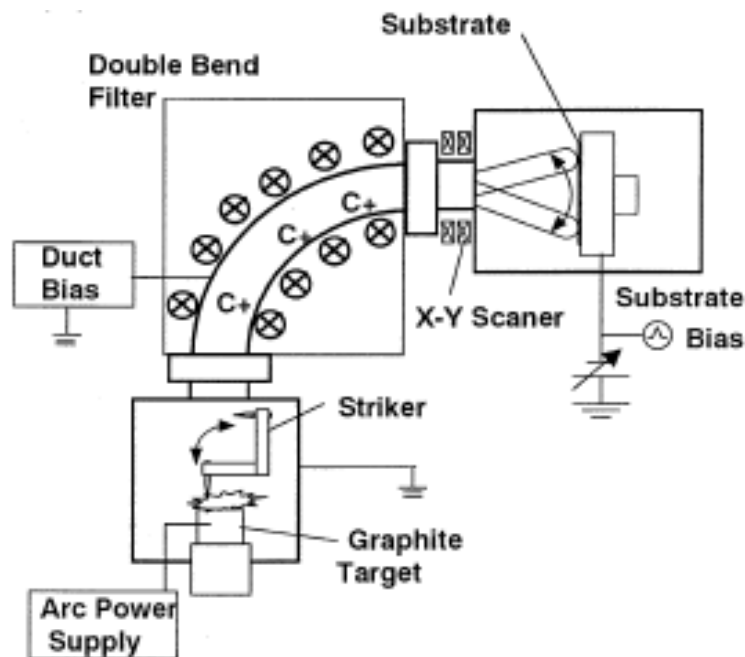 Substrate
Double Bend
Filter
C+
C+
C+
Duct
Bias
X-Y Scaner
Substrate
Bias
Striker
Graphite
Target
Arc Power
Supply